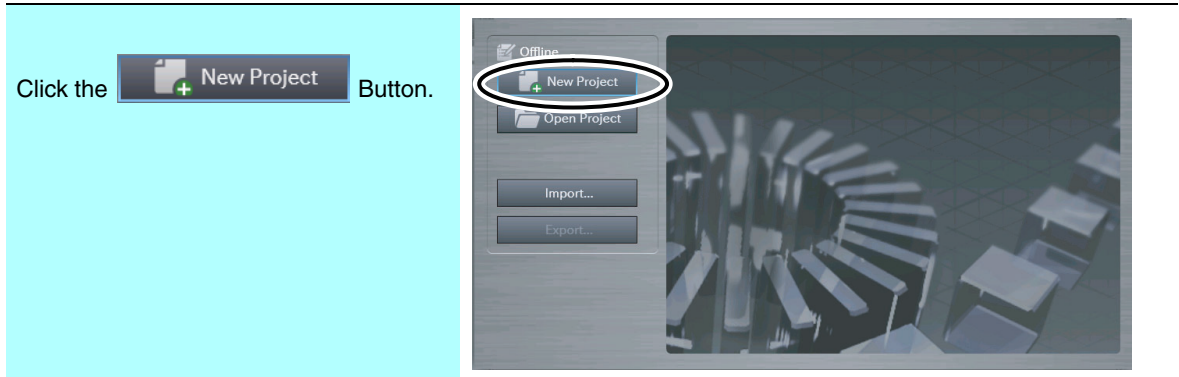 Click the New Project Button.
Offline
New Project
Open Project
Import...
Export...